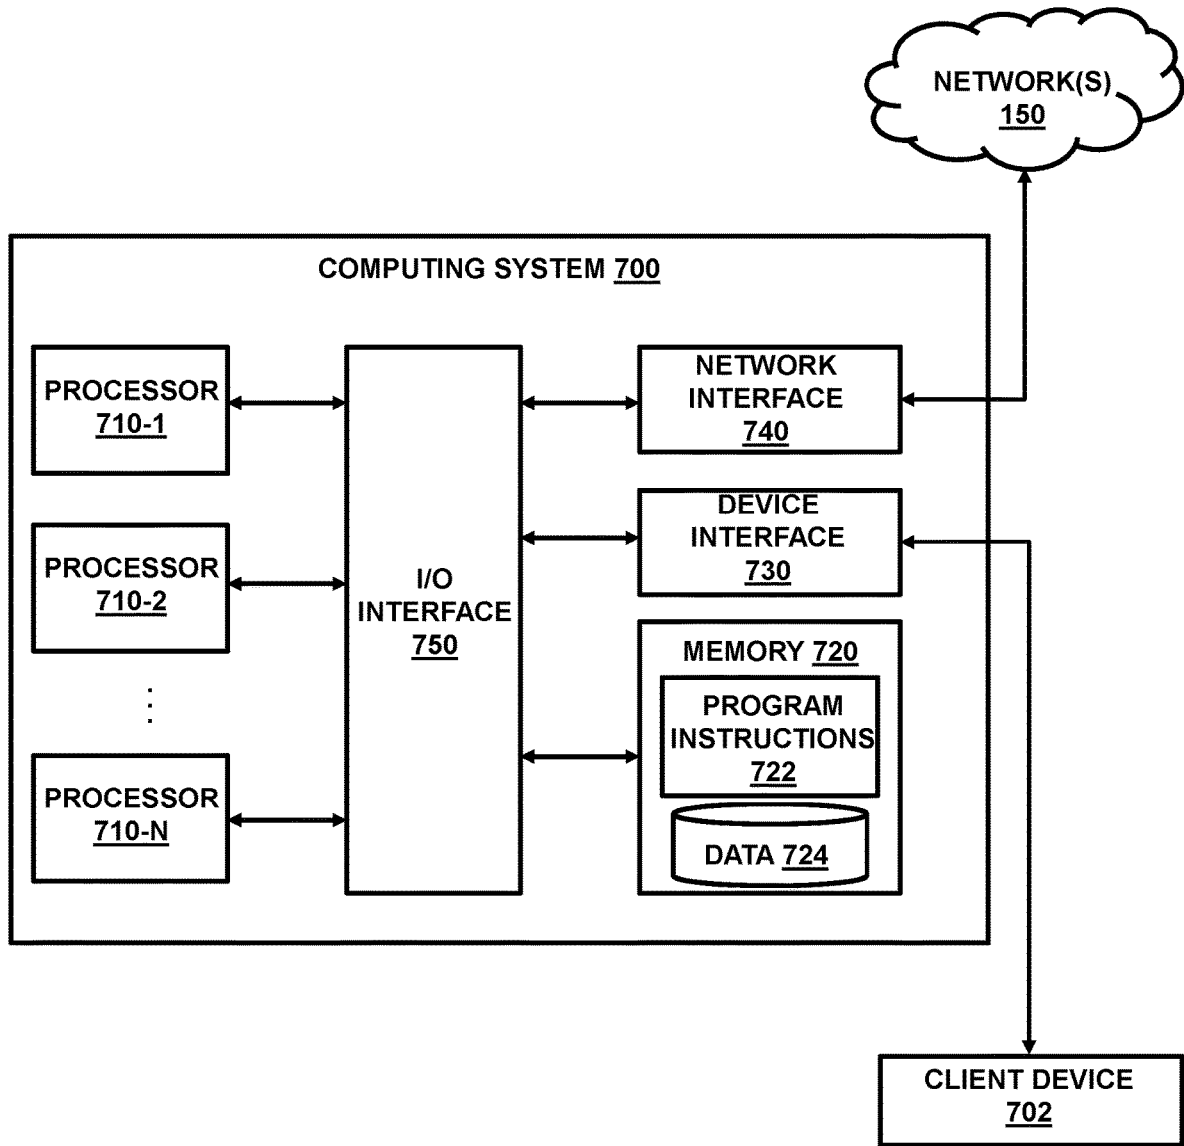 NETWORK(S)
150
COMPUTING SYSTEM 700
PROCESSOR
710-1
PROCESSOR
710-2
PROCESSOR
710-N
I/O
INTERFACE
750
NETWORK
INTERFACE
740
DEVICE
INTERFACE
730
MEMORY 720
PROGRAM
INSTRUCTIONS
722
DATA 724
CLIENT DEVICE
702